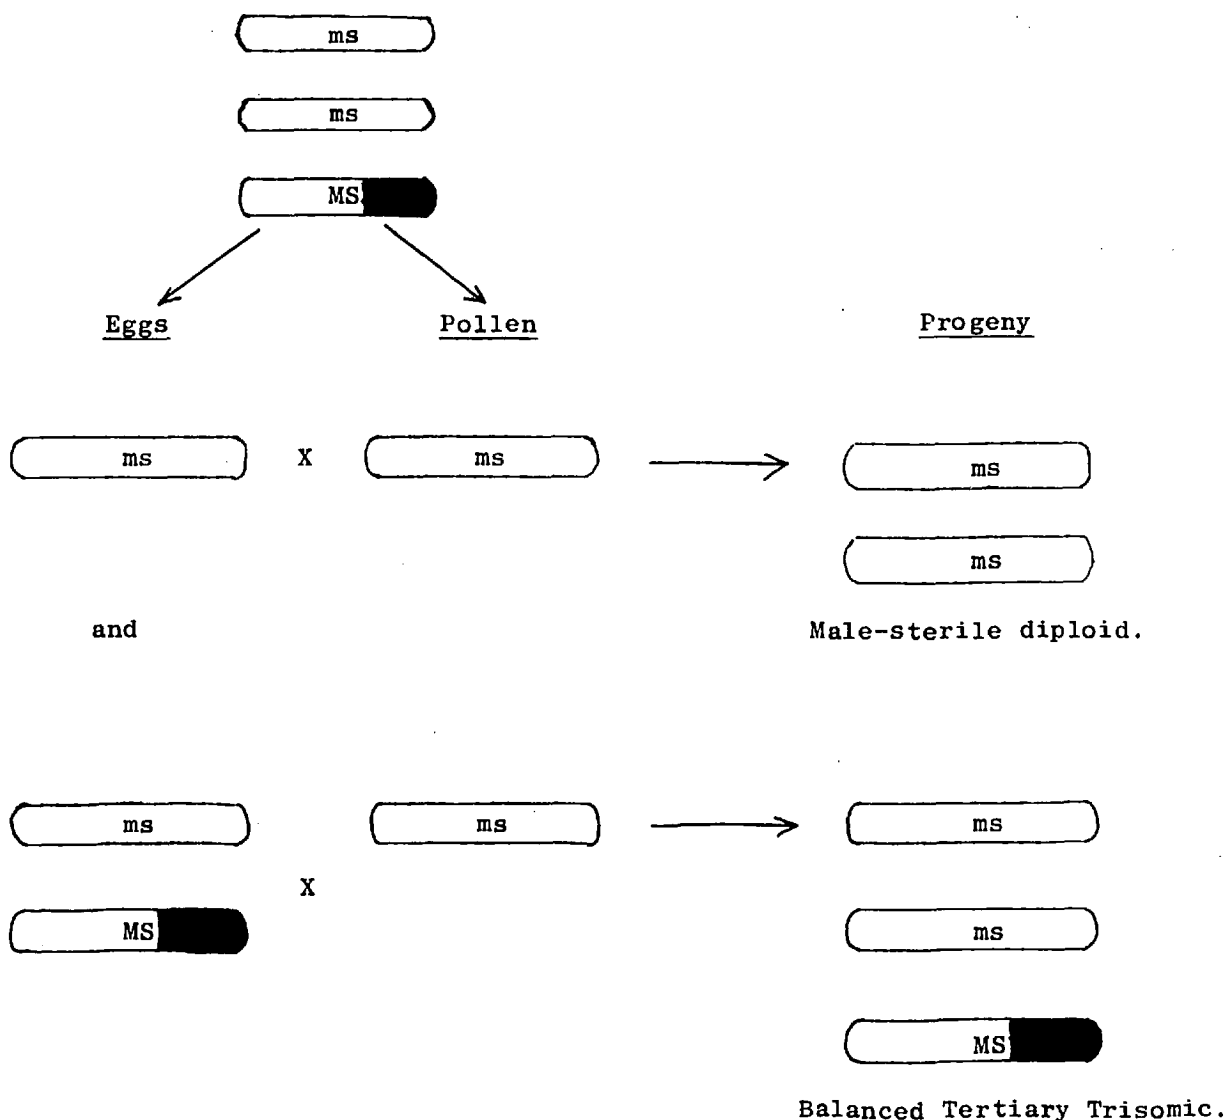 ms
ms
MS
Eggs Pollen Progeny
ms X ms ms
ms
and Male-sterile diploid.
ms ms ms
X
MS ms
MS
Balanced Tertiary Trisomic.